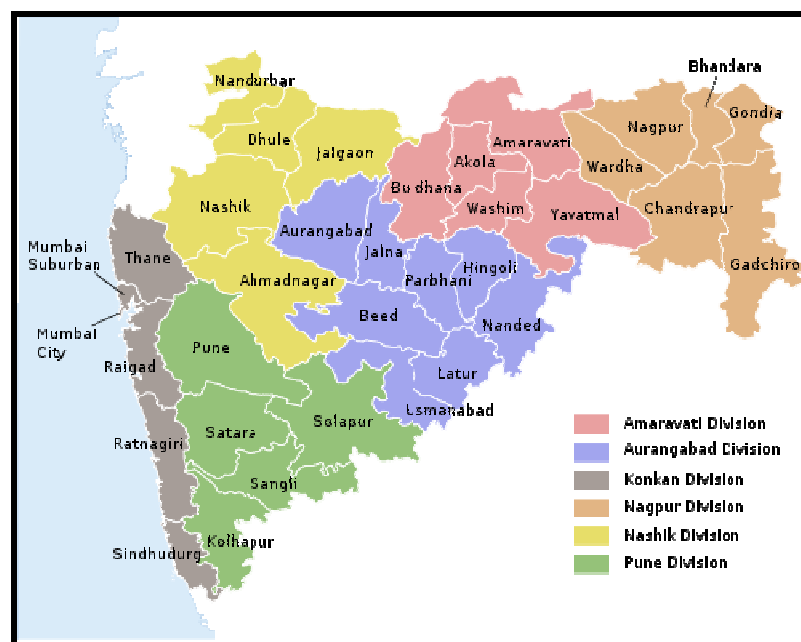 Nandurbar
Bhandara
Gondia
Nagpur
Dhule
Jalgaon
Amaravati
Akola
Wardha
Buldhana
Nashik
Washim
Yavatmal
Chandrapur
Aurangabad
Jalna
Hingoli
Mumbai
Suburban
Thane
Parbhani
Gadchiro
Ahmadnagar
Beed
Nanded
Mumbai
City
Pune
Raigad
Latur
Usmanabad
Solapur
Satara
Ratnagiri
Sangli
Kolhapur
Sindhudurg
Amaravati Division
Aurangabad Division
Konkan Division
Nagpur Division
Nashik Division
Pune Division